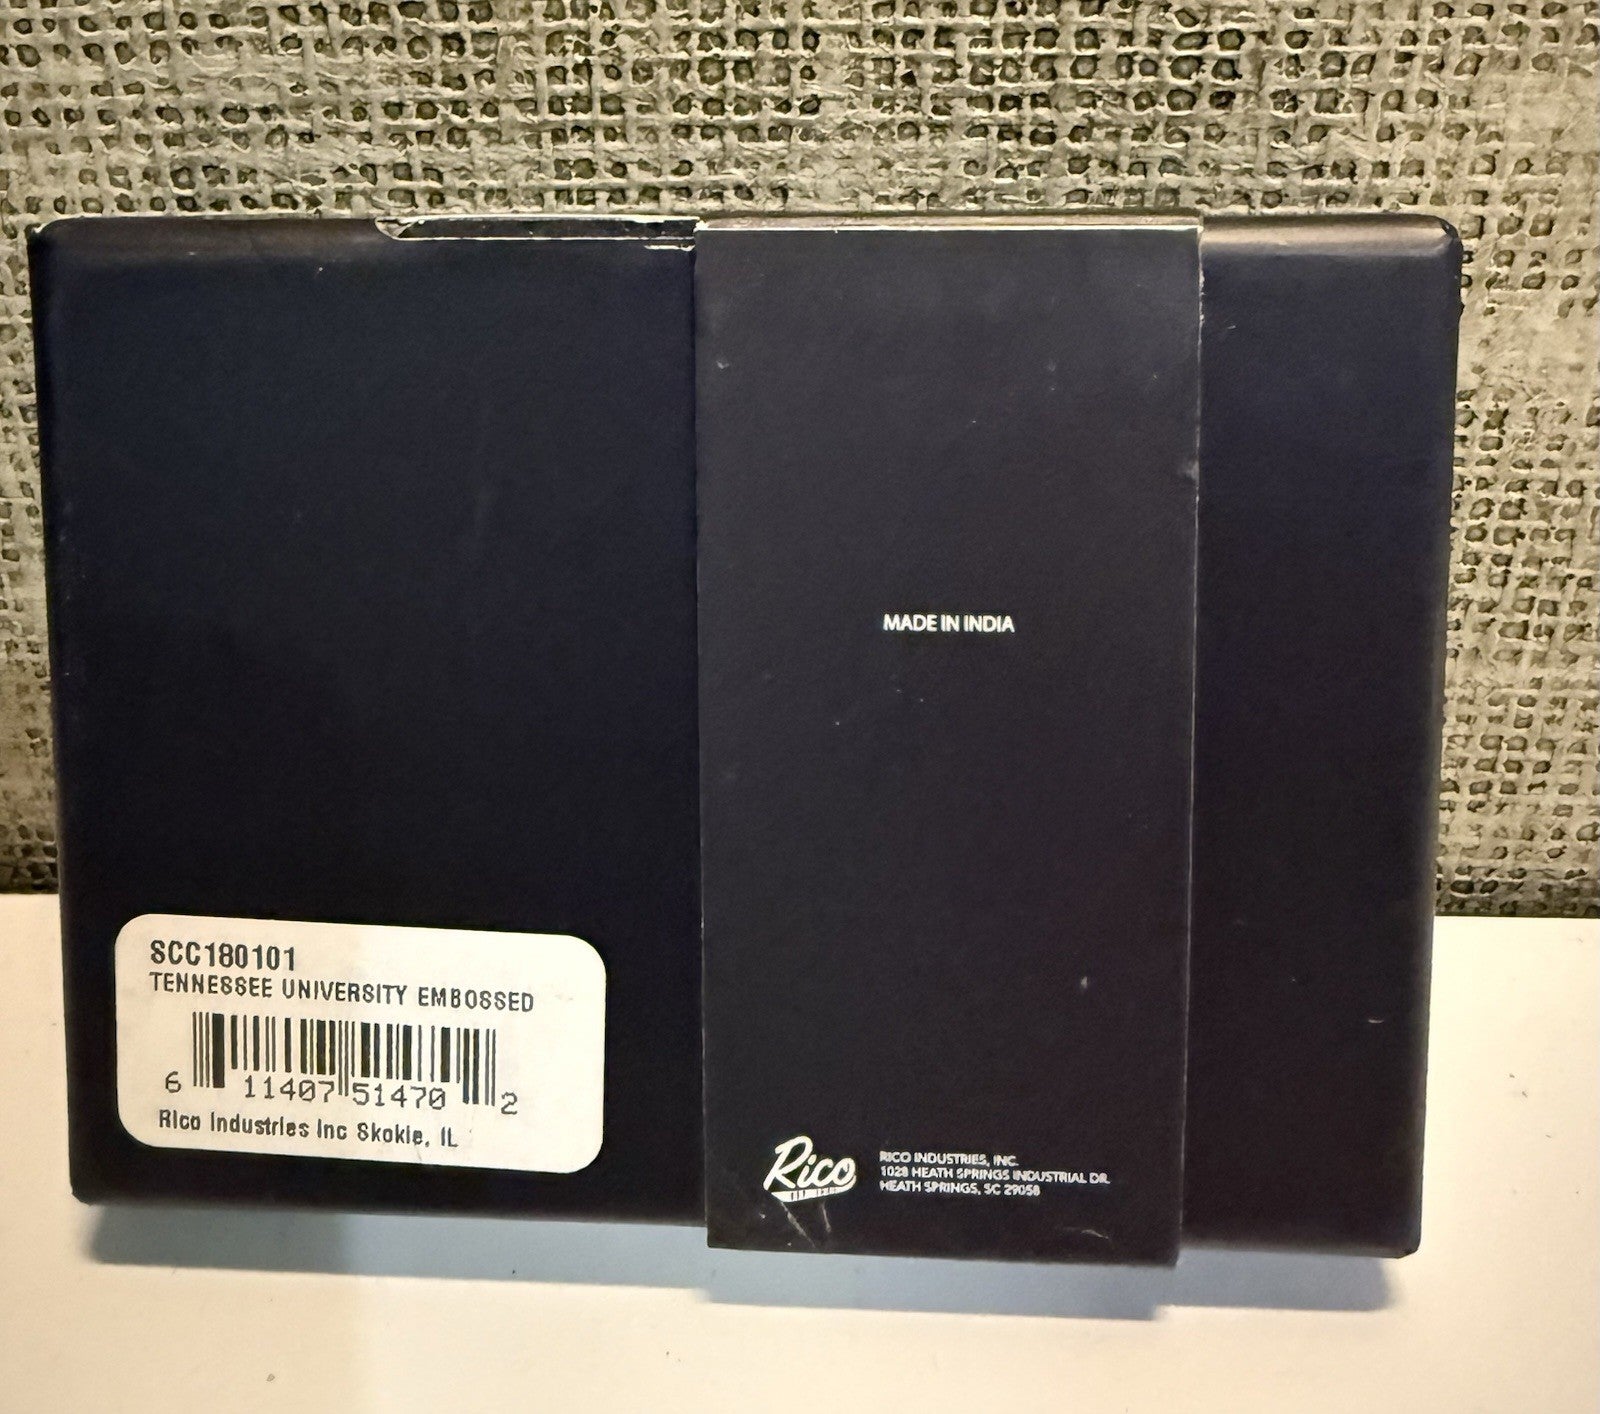 SCC180101
TENNESSEE UNIVERSITY EMBOSSED
6 11407 51470 2
Rico Industries Inc Skokie, IL
MADE IN INDIA
Rico
RICO INDUSTRIES, INC.
1028 HEATH SPRINGS INDUSTRIAL DR.
HEATH SPRINGS, SC 29058